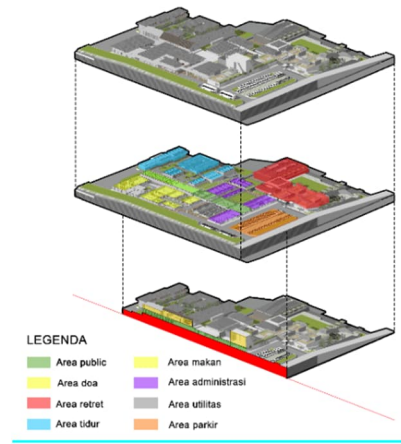 LEGENDA
Area public
Area doa
Area retret
Area tidur
Area makan
Area administrasi
Area utilitas
Area parkir